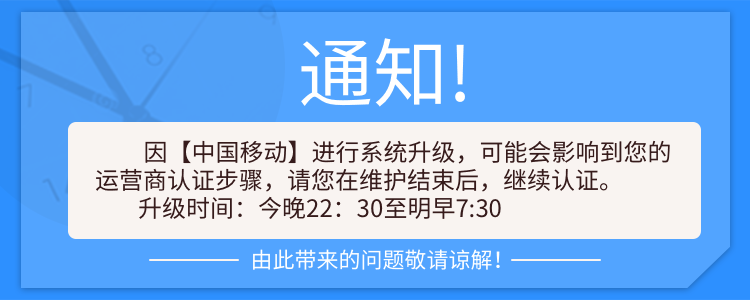 通知!
因【中国移动】进行系统升级，可能会影响到您的
运营商认证步骤，请您在维护结束后，继续认证。
升级时间：今晚22：30至明早7:30
由此带来的问题敬请谅解！
9
8
7